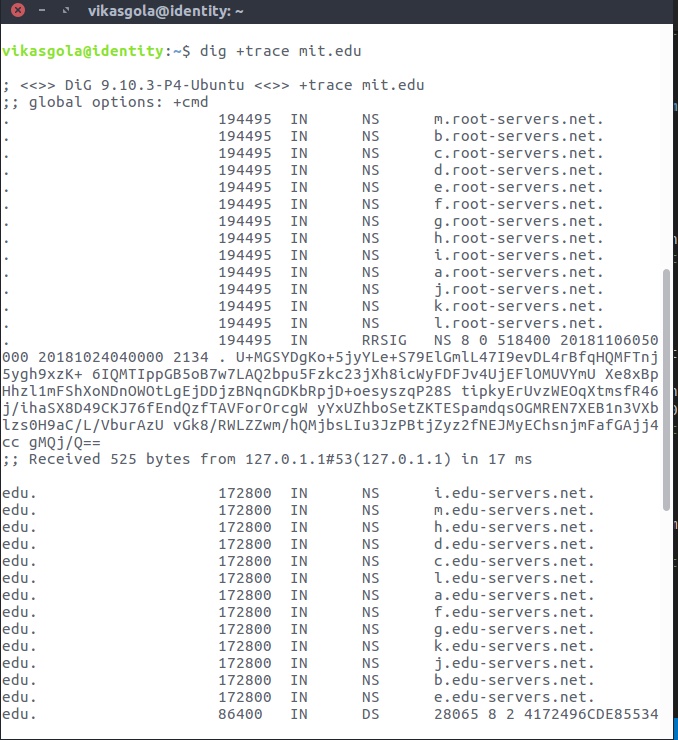 vikasgola@identity: ~
vikasgola@identity:~$ dig +trace mit.edu
; <<>> DiG 9.10.3-P4-Ubuntu <<>> +trace mit.edu
;; global options: +cmd
. 194495 IN NS m.root-servers.net.
. 194495 IN NS b.root-servers.net.
. 194495 IN NS c.root-servers.net.
. 194495 IN NS d.root-servers.net.
. 194495 IN NS e.root-servers.net.
. 194495 IN NS f.root-servers.net.
. 194495 IN NS g.root-servers.net.
. 194495 IN NS h.root-servers.net.
. 194495 IN NS i.root-servers.net.
. 194495 IN NS a.root-servers.net.
. 194495 IN NS j.root-servers.net.
. 194495 IN NS k.root-servers.net.
. 194495 IN NS l.root-servers.net.
. 194495 IN RRSIG NS 8 0 518400 20181106050
000 20181024040000 2134 . U+MGSYDgKo+5jyYLe+S79ElGmlL47I9evDL4rBfqHQMFTnj
5ygh9xzK+ 6IQMTIppGB5oB7w7LAQ2bpu5Fzkc23jXh8icWyFDFJv4UjEFlOMUVYmU Xe8xBp
Hhzl1mFShXoNDnOWOtLgEjDDjzBNqnGDKbRpjD+oesyszqP28S tipkyErUvzWEOqXtmsfR46
j/ihaSX8D49CKJ76fEndQzfTAVForOrcgW yYxUZhboSetZKTESpamdqsOGMREN7XEB1n3VXb
lzs0H9aC/L/VburAzU vGk8/RWLZZwm/hQMjbsLIu3JzPBtjZyz2fNEJMyEChsnjmFafGAjj4
cc gMQj/Q==
;; Received 525 bytes from 127.0.1.1#53(127.0.1.1) in 17 ms
edu. 172800 IN NS i.edu-servers.net.
edu. 172800 IN NS m.edu-servers.net.
edu. 172800 IN NS h.edu-servers.net.
edu. 172800 IN NS d.edu-servers.net.
edu. 172800 IN NS c.edu-servers.net.
edu. 172800 IN NS l.edu-servers.net.
edu. 172800 IN NS a.edu-servers.net.
edu. 172800 IN NS f.edu-servers.net.
edu. 172800 IN NS g.edu-servers.net.
edu. 172800 IN NS k.edu-servers.net.
edu. 172800 IN NS j.edu-servers.net.
edu. 172800 IN NS b.edu-servers.net.
edu. 172800 IN NS e.edu-servers.net.
edu. 86400 IN DS 28065 8 2 4172496CDE85534